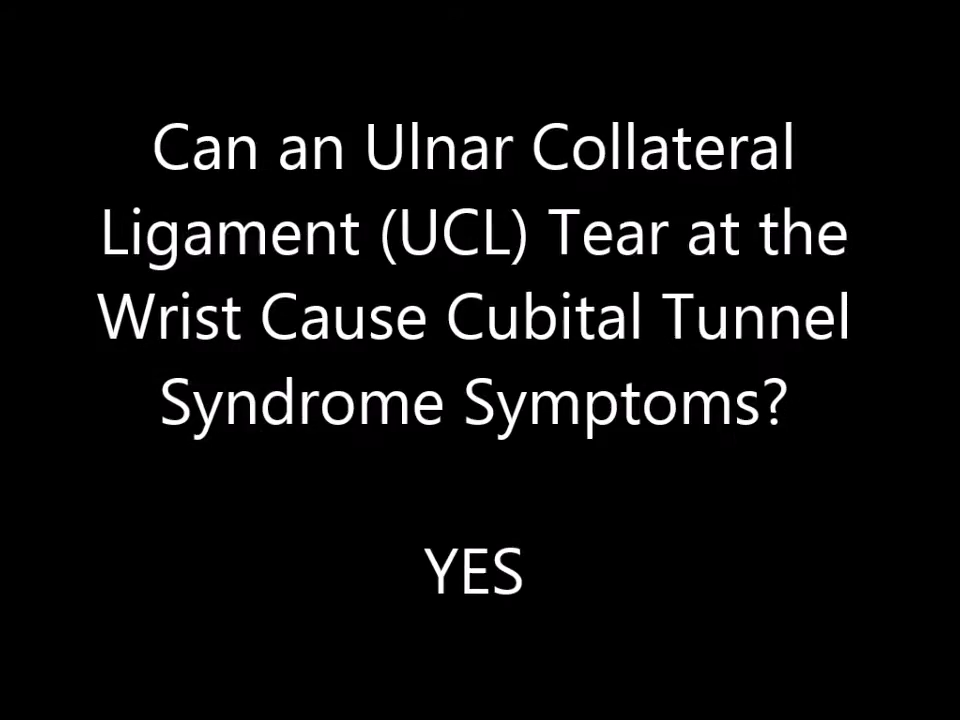 Can an Ulnar Collateral
Ligament (UCL) Tear at the
Wrist Cause Cubital Tunnel
Syndrome Symptoms?
YES